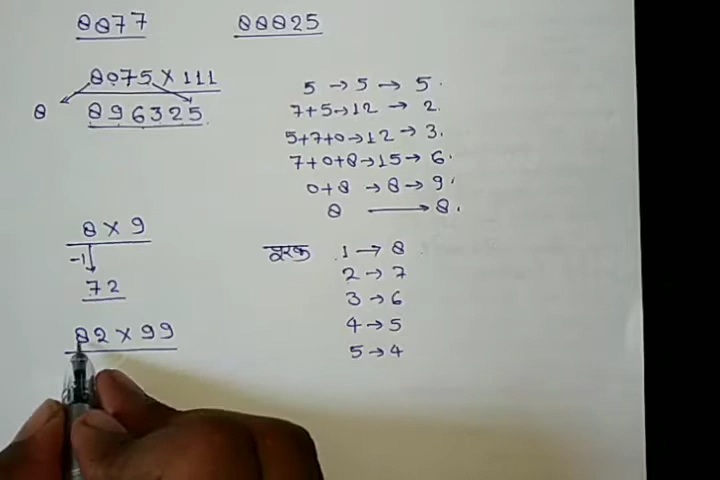 8077 80025
8075 × 111
8 896325
5 → 5 → 5.
7+5 → 12 → 2.
5+7+0 → 12 → 3.
7+0+8 → 15 → 6.
0+8 → 8 → 9.
8 → 8.
8 × 9
-1
72
82 × 99
पूरक 1 → 8
2 → 7
3 → 6
4 → 5
5 → 4